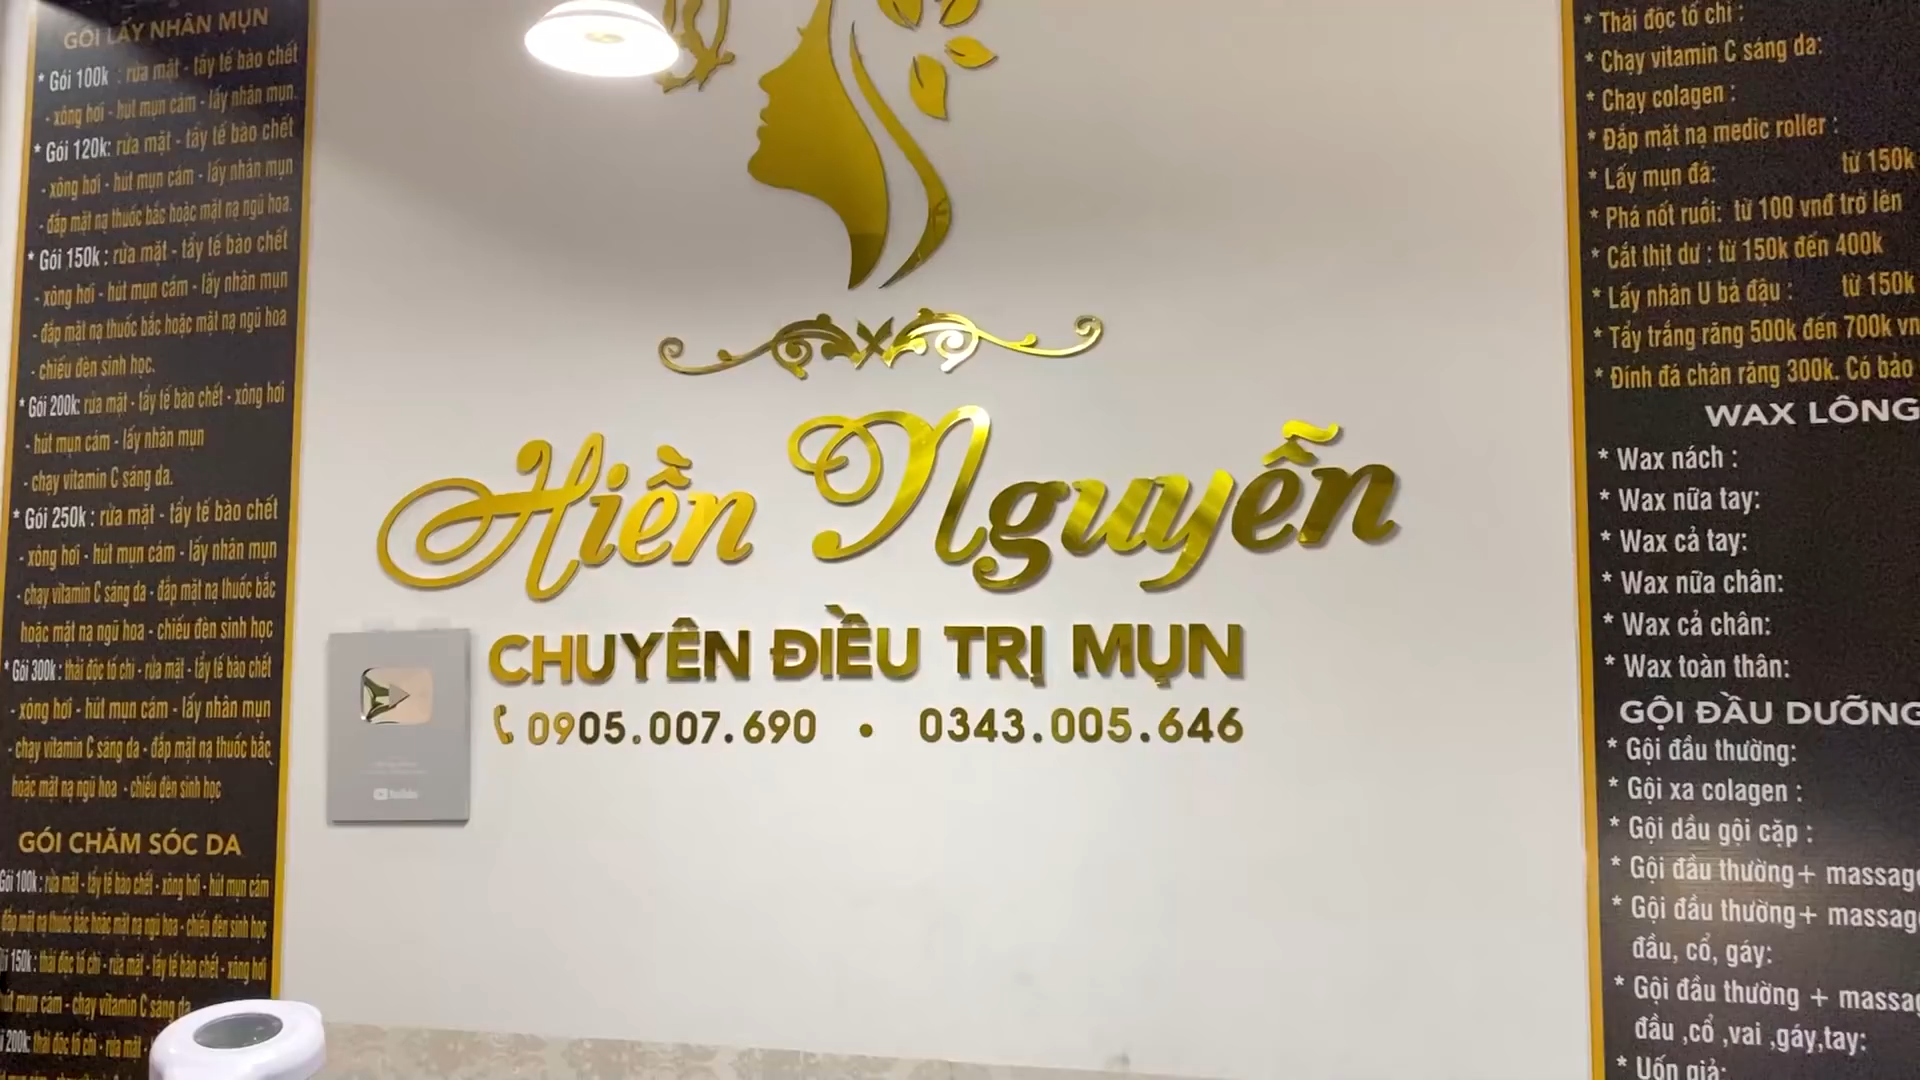 GÓI LẤY NHÂN MỤN
* Gói 100k : rửa mặt - tẩy tế bào chết
- xông hơi - hút mụn cám - lấy nhân mụn.
* Gói 120k: rửa mặt - tẩy tế bào chết
- xông hơi - hút mụn cám - lấy nhân mụn
- đắp mặt nạ thuốc bắc hoặc mặt nạ ngũ hoa.
* Gói 150k : rửa mặt - tẩy tế bào chết
- xông hơi - hút mụn cám - lấy nhân mụn
- đắp mặt nạ thuốc bắc hoặc mặt nạ ngũ hoa
- chiếu đèn sinh học.
* Gói 200k: rửa mặt - tẩy tế bào chết - xông hơi
- hút mụn cám - lấy nhân mụn
- chạy vitamin C sáng da.
* Gói 250k : rửa mặt - tẩy tế bào chết
- xông hơi - hút mụn cám - lấy nhân mụn
- chạy vitamin C sáng da - đắp mặt nạ thuốc bắc
hoặc mặt nạ ngũ hoa - chiếu đèn sinh học
* Gói 300k : thải độc tố chì - rửa mặt - tẩy tế bào chết
- xông hơi - hút mụn cám - lấy nhân mụn
- chạy vitamin C sáng da - đắp mặt nạ thuốc bắc
hoặc mặt nạ ngũ hoa - chiếu đèn sinh học
GÓI CHĂM SÓC DA
Gói 100k : rửa mặt - tẩy tế bào chết - xông hơi - hút mụn cám
đắp mặt nạ thuốc bắc hoặc mặt nạ ngũ hoa - chiếu đèn sinh học
150k : thải độc tố chì - rửa mặt - tẩy tế bào chết - xông hơi
hút mụn cám - chạy vitamin C sáng da
200k: thải độc tố chì - rửa mặt -
Hiền Nguyễn
CHUYÊN ĐIỀU TRỊ MỤN
0905.007.690 • 0343.005.646
YouTube
* Thải độc tố chì :
* Chạy vitamin C sáng da:
* Chạy colagen :
* Đắp mặt nạ medic roller :
* Lấy mụn đa: từ 150k
* Phá nốt ruồi: từ 100 vnđ trở lên
* Cắt thịt dư : từ 150k đến 400k
* Lấy nhân U bả đậu : từ 150k
* Tẩy trắng răng 500k đến 700k vn
* Đính đá chân răng 300k. Có bảo
WAX LÔNG
* Wax nách :
* Wax nữa tay:
* Wax cả tay:
* Wax nữa chân:
* Wax cả chân:
* Wax toàn thân:
GỘI ĐẦU DƯỠNG
* Gội đầu thường:
* Gội xa colagen :
* Gội dầu gội cặp :
* Gội đầu thường+ massage
* Gội đầu thường+ massage
đầu, cổ, gáy:
* Gội đầu thường + massa
đầu ,cổ ,vai ,gáy,tay:
* Uốn giả: